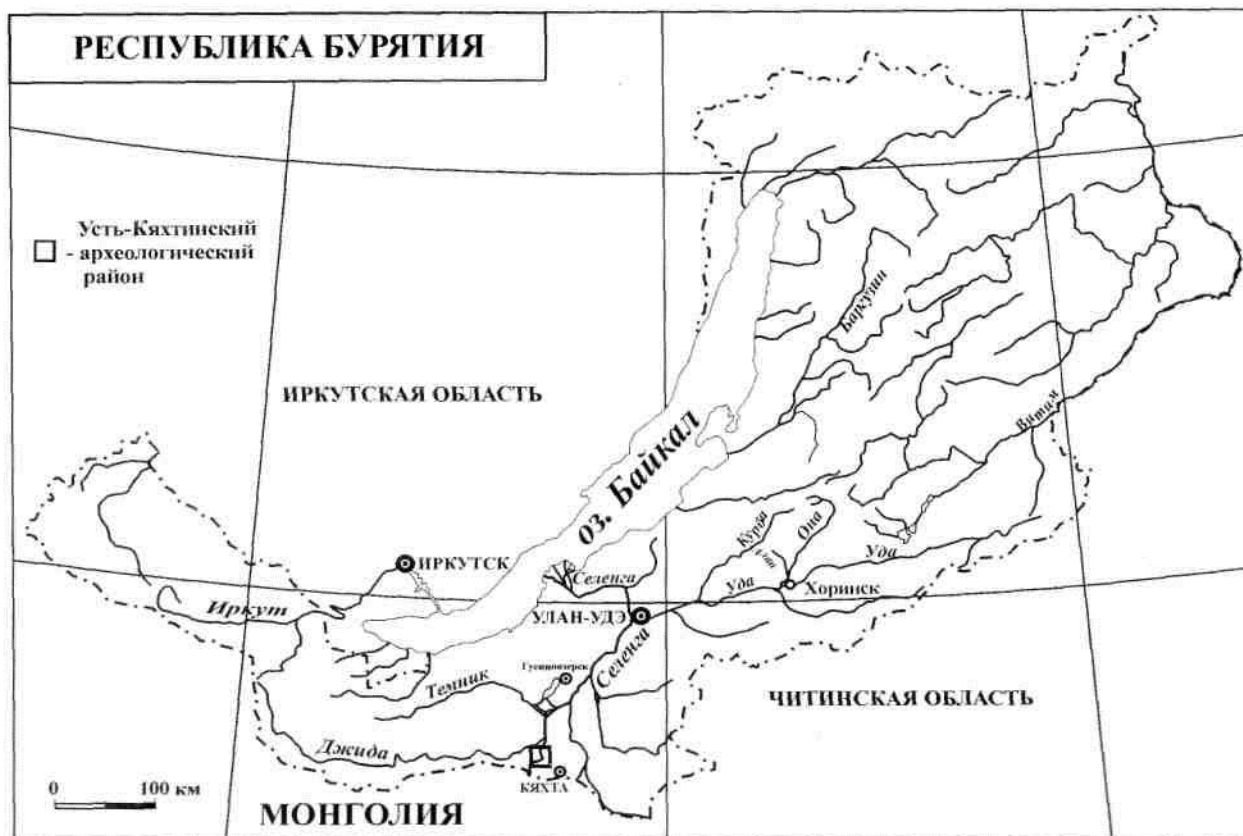 РЕСПУБЛИКА БУРЯТИЯ
Усть-Кяхтинский
- археологический
район
ИРКУТСКАЯ ОБЛАСТЬ
оз. Байкал
Баргузин
Витим
Курба
Она
Уда
ИРКУТСК
Селенга
Уда
Хоринск
Иркут
УЛАН-УДЭ
Селенга
Гусиноозерск
Темник
ЧИТИНСКАЯ ОБЛАСТЬ
Джида
0 100 км
КЯХТА
МОНГОЛИЯ